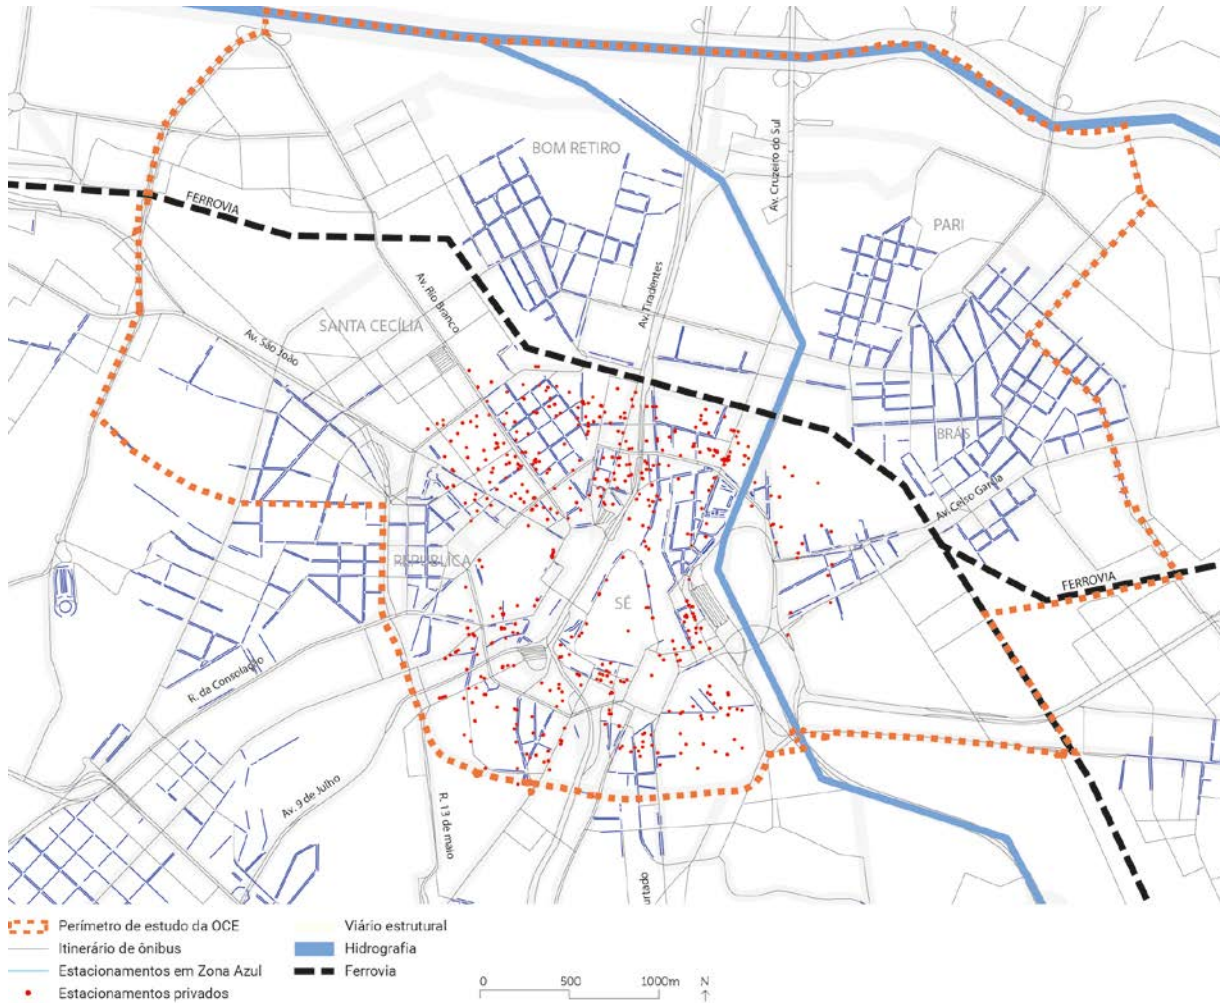 BOM RETIRO
Av. Cruzeiro do Sul
FERROVIA
PARI
Av. Rio Branco
Av. Tiradentes
SANTA CECÍLIA
Av. São João
BRÁS
Av. Celso Garcia
REPÚBLICA
FERROVIA
SÉ
R. da Consolação
Av. 9 de Julho
R. 13 de maio
urtado
Perímetro de estudo da OCE
Itinerário de ônibus
Estacionamentos em Zona Azul
Estacionamentos privados
Viário estrutural
Hidrografia
Ferrovia
0 500 1000m N